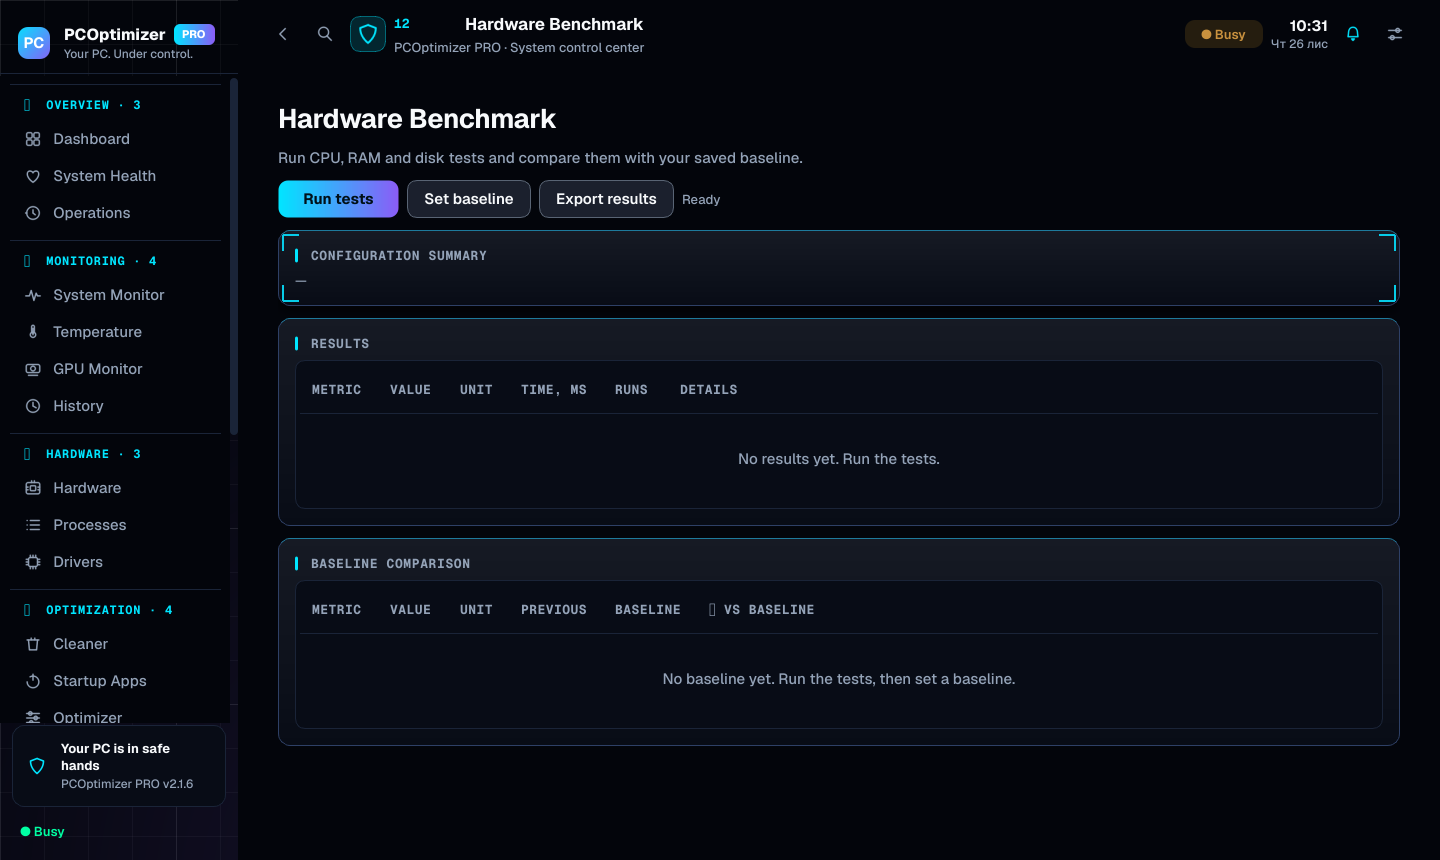 PC
PCOptimizer PRO
Your PC. Under control.
OVERVIEW · 3
Dashboard
System Health
Operations
MONITORING · 4
System Monitor
Temperature
GPU Monitor
History
HARDWARE · 3
Hardware
Processes
Drivers
OPTIMIZATION · 4
Cleaner
Startup Apps
Optimizer
Your PC is in safe
hands
PCOptimizer PRO v2.1.6
Busy
12 Hardware Benchmark
PCOptimizer PRO · System control center
Busy
10:31
Чт 26 лис
Hardware Benchmark
Run CPU, RAM and disk tests and compare them with your saved baseline.
Run tests Set baseline Export results Ready
CONFIGURATION SUMMARY
—
RESULTS
METRIC VALUE UNIT TIME, MS RUNS DETAILS
No results yet. Run the tests.
BASELINE COMPARISON
METRIC VALUE UNIT PREVIOUS BASELINE VS BASELINE
No baseline yet. Run the tests, then set a baseline.